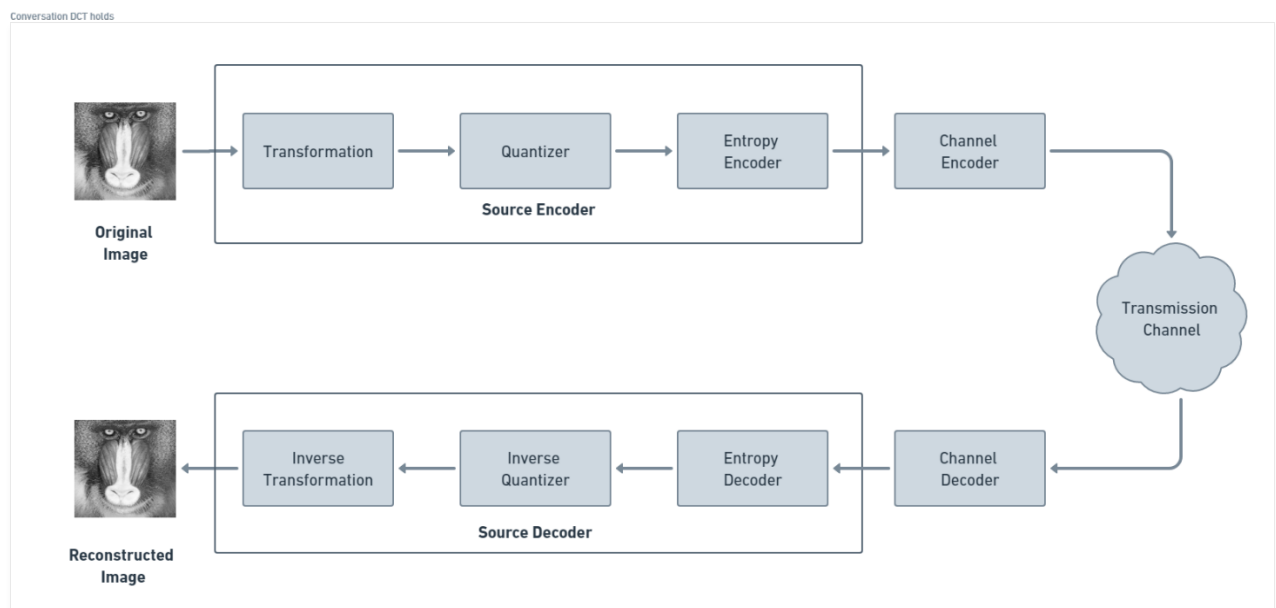 Conversation DCT holds
Transformation
Quantizer
Entropy
Encoder
Channel
Encoder
Source Encoder
Original
Image
Transmission
Channel
Inverse
Transformation
Inverse
Quantizer
Entropy
Decoder
Channel
Decoder
Source Decoder
Reconstructed
Image